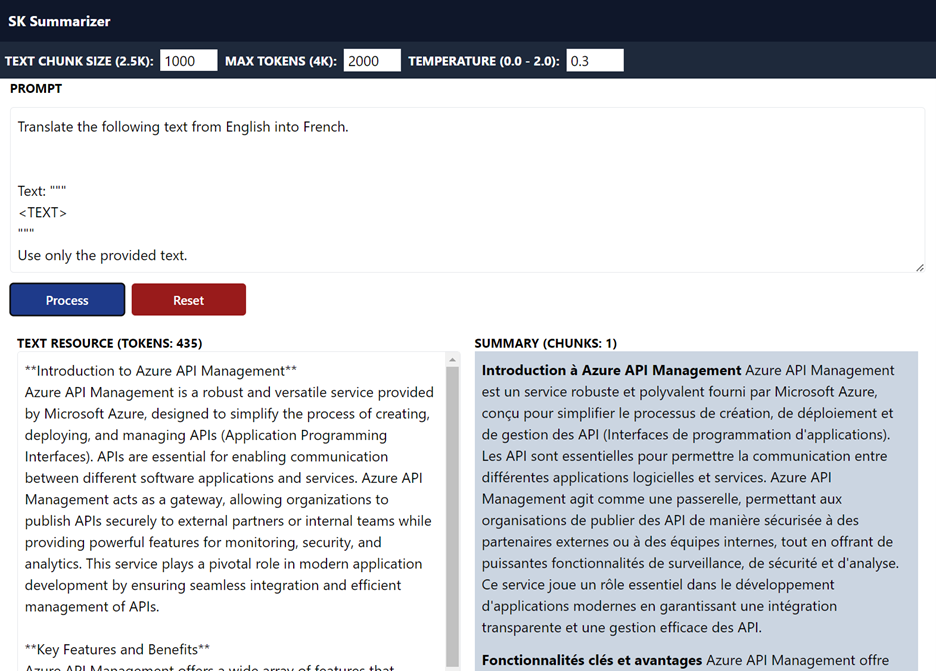 SK Summarizer
TEXT CHUNK SIZE (2.5K): 1000 MAX TOKENS (4K): 2000 TEMPERATURE (0.0 - 2.0): 0.3
PROMPT
Translate the following text from English into French.
Text: """
<TEXT>
"""
Use only the provided text.
Process Reset
TEXT RESOURCE (TOKENS: 435)
**Introduction to Azure API Management**
Azure API Management is a robust and versatile service provided
by Microsoft Azure, designed to simplify the process of creating,
deploying, and managing APIs (Application Programming
Interfaces). APIs are essential for enabling communication
between different software applications and services. Azure API
Management acts as a gateway, allowing organizations to
publish APIs securely to external partners or internal teams while
providing powerful features for monitoring, security, and
analytics. This service plays a pivotal role in modern application
development by ensuring seamless integration and efficient
management of APIs.
**Key Features and Benefits**
Azure API Management offers a wide array of features that
SUMMARY (CHUNKS: 1)
Introduction à Azure API Management Azure API Management
est un service robuste et polyvalent fourni par Microsoft Azure,
conçu pour simplifier le processus de création, de déploiement et
de gestion des API (Interfaces de programmation d'applications).
Les API sont essentielles pour permettre la communication entre
différentes applications logicielles et services. Azure API
Management agit comme une passerelle, permettant aux
organisations de publier des API de manière sécurisée à des
partenaires externes ou à des équipes internes, tout en offrant de
puissantes fonctionnalités de surveillance, de sécurité et d'analyse.
Ce service joue un rôle essentiel dans le développement
d'applications modernes en garantissant une intégration
transparente et une gestion efficace des API.
Fonctionnalités clés et avantages Azure API Management offre